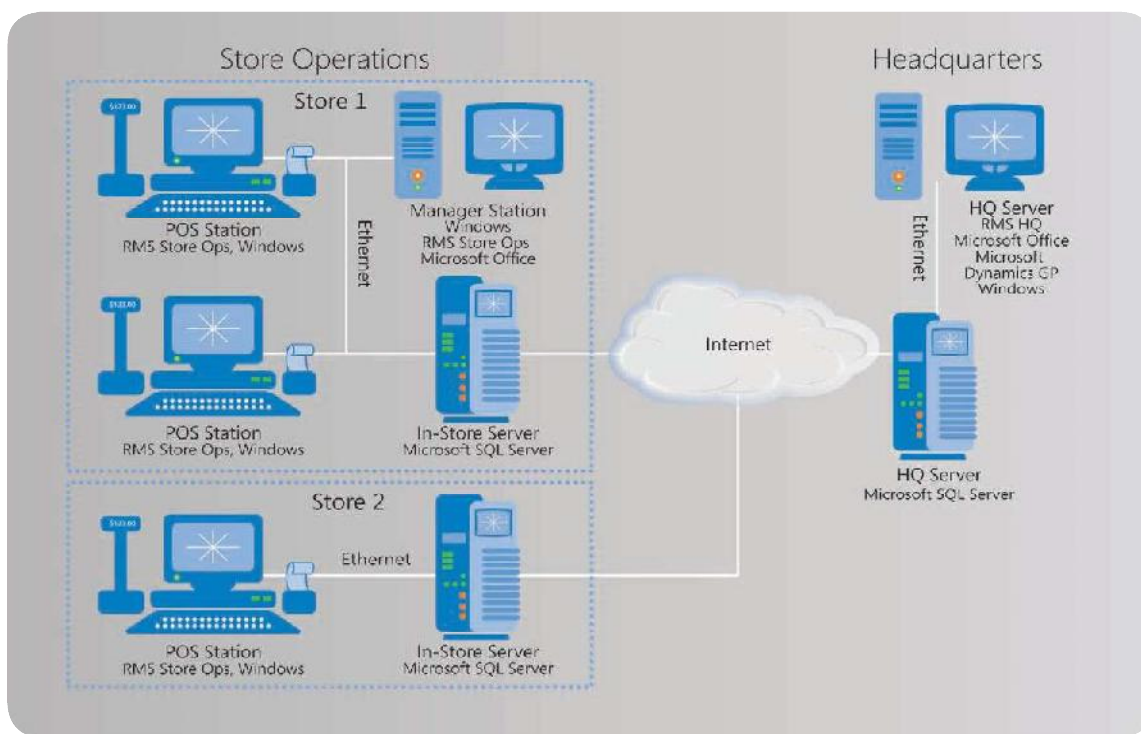 Store Operations
Headquarters
Store 1
POS Station
RMS Store Ops, Windows
Ethernet
Manager Station
Windows
RMS Store Ops
Microsoft Office
POS Station
RMS Store Ops, Windows
In-Store Server
Microsoft SQL Server
Internet
Ethernet
HQ Server
RMS HQ
Microsoft Office
Microsoft
Dynamics GP
Windows
HQ Server
Microsoft SQL Server
Store 2
Ethernet
POS Station
RMS Store Ops, Windows
In-Store Server
Microsoft SQL Server